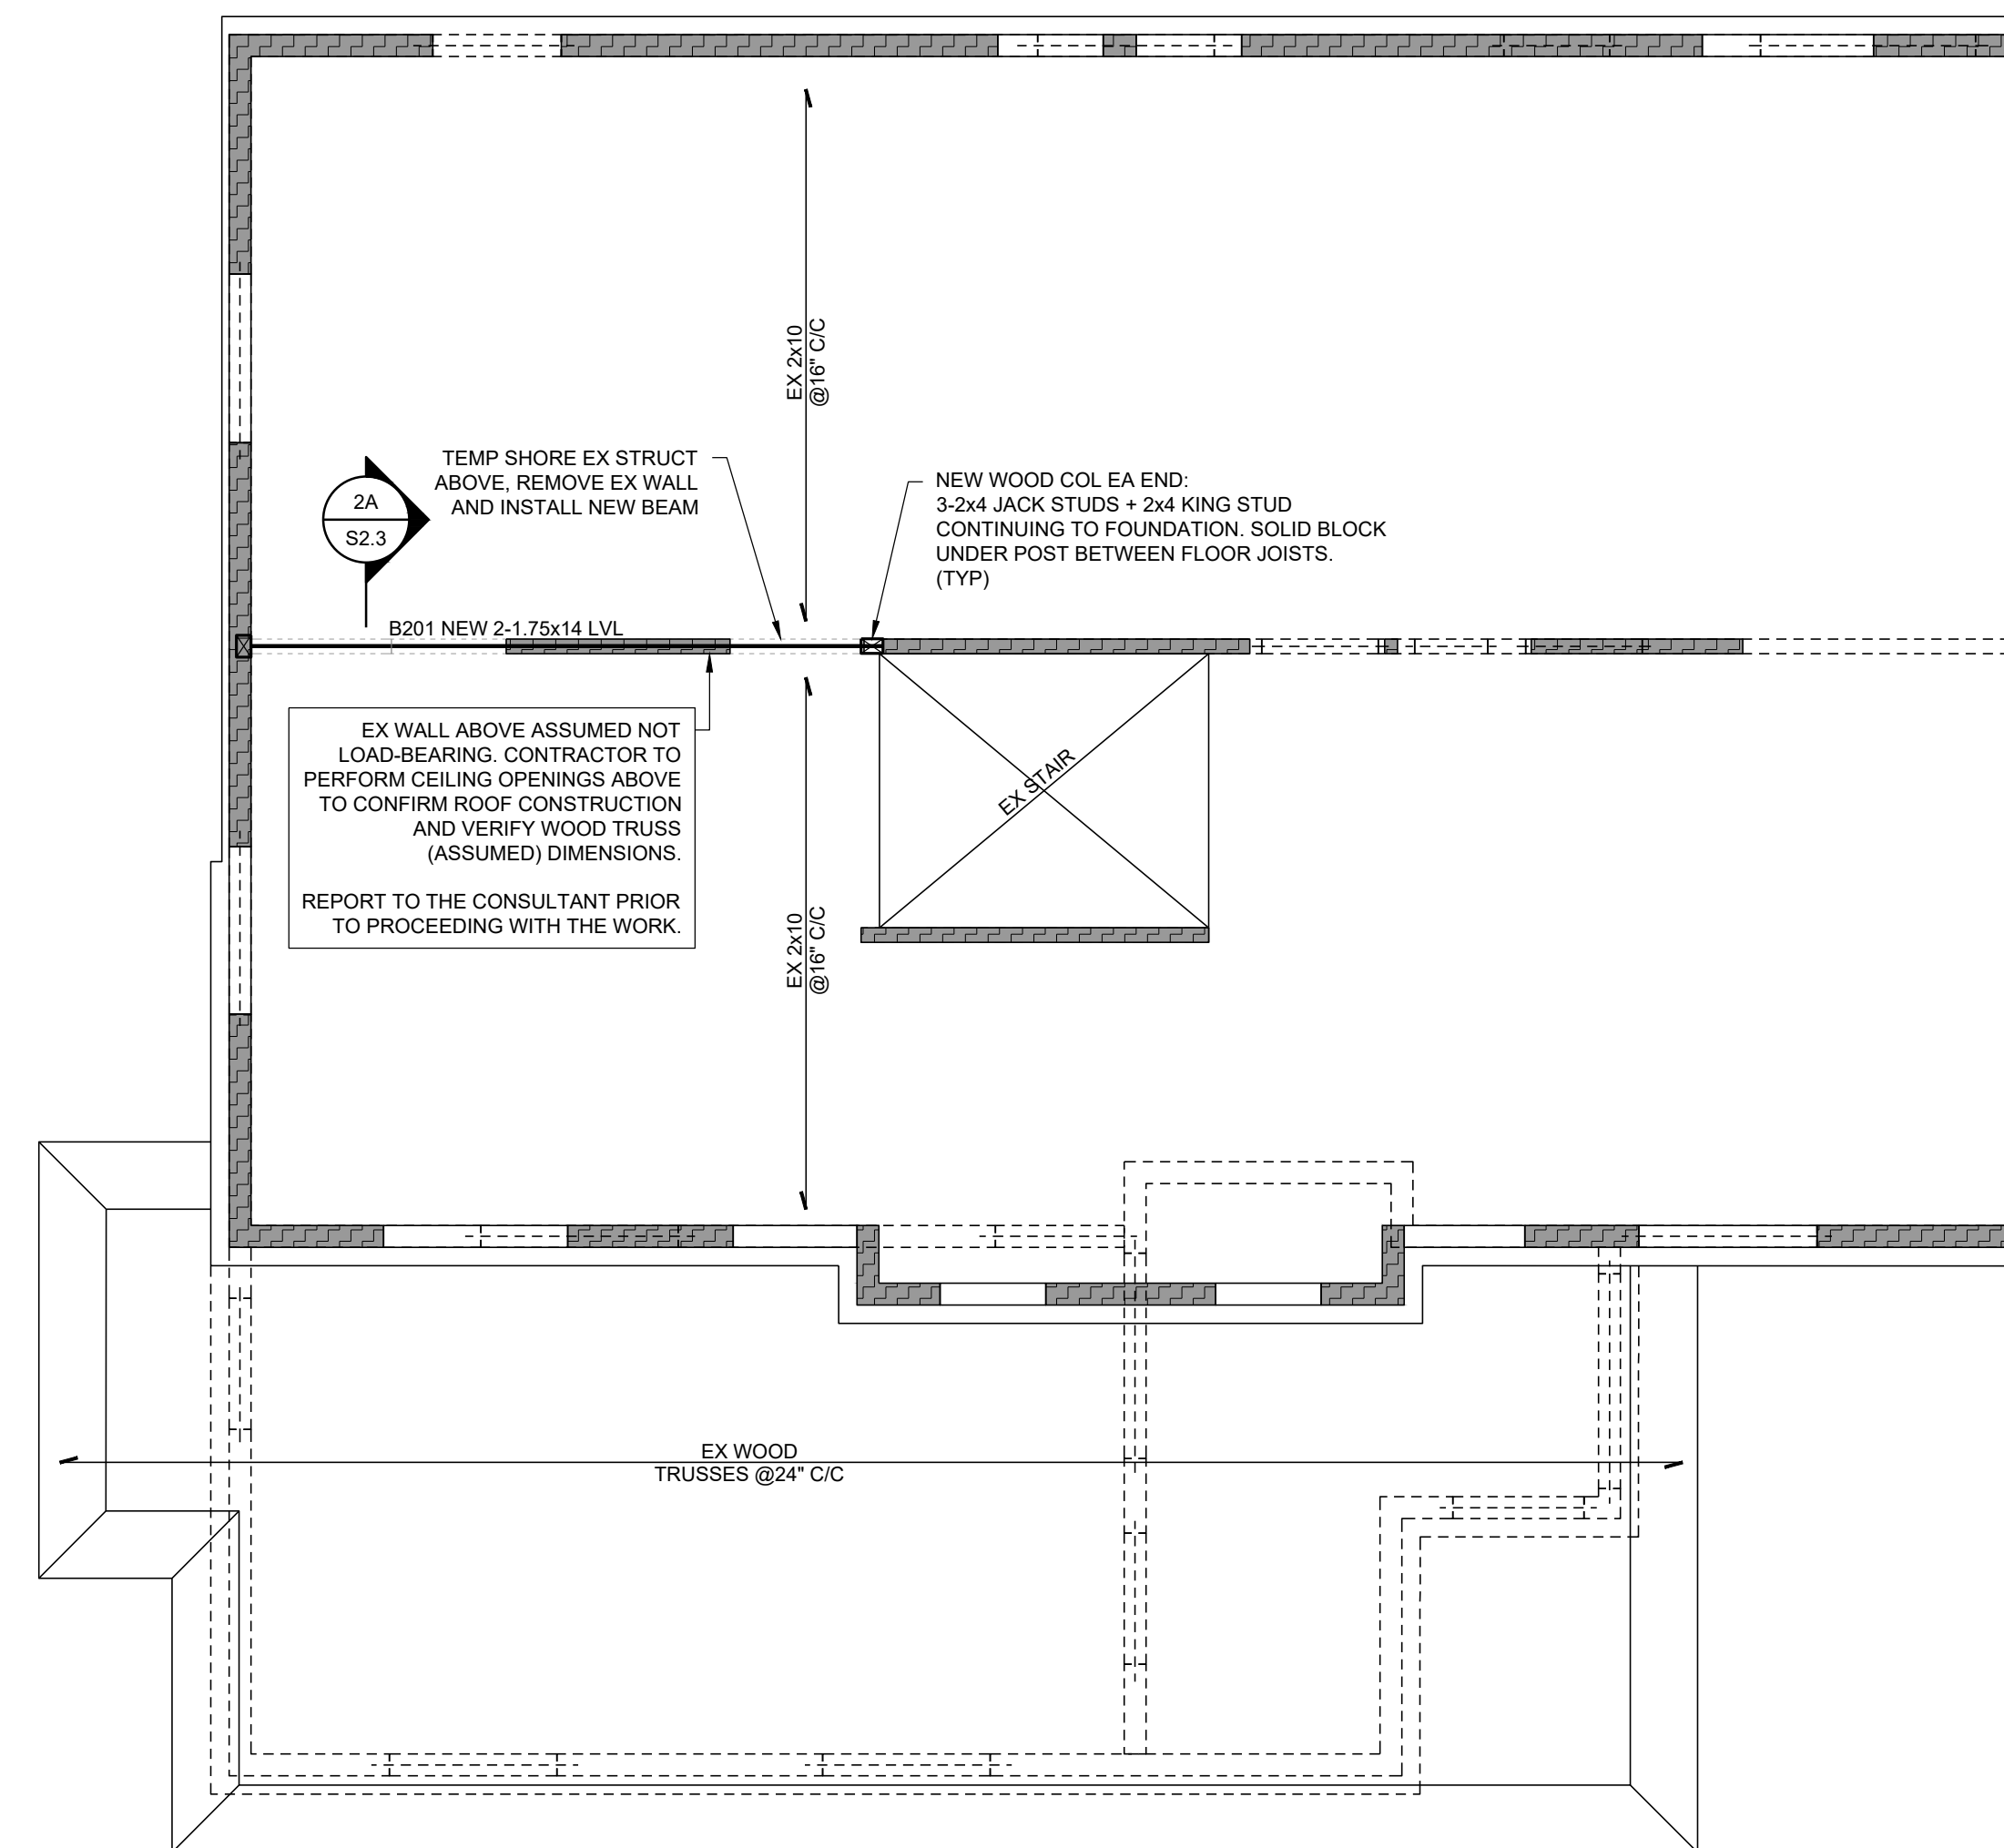 EX 2x10
@16" C/C
TEMP SHORE EX STRUCT
ABOVE, REMOVE EX WALL
AND INSTALL NEW BEAM
2A
S2.3
NEW WOOD COL EA END:
3-2x4 JACK STUDS + 2x4 KING STUD
CONTINUING TO FOUNDATION. SOLID BLOCK
UNDER POST BETWEEN FLOOR JOISTS.
(TYP)
B201 NEW 2-1.75x14 LVL
EX WALL ABOVE ASSUMED NOT
LOAD-BEARING. CONTRACTOR TO
PERFORM CEILING OPENINGS ABOVE
TO CONFIRM ROOF CONSTRUCTION
AND VERIFY WOOD TRUSS
(ASSUMED) DIMENSIONS.
REPORT TO THE CONSULTANT PRIOR
TO PROCEEDING WITH THE WORK.
EX STAIR
EX 2x10
@16" C/C
EX WOOD
TRUSSES @24" C/C